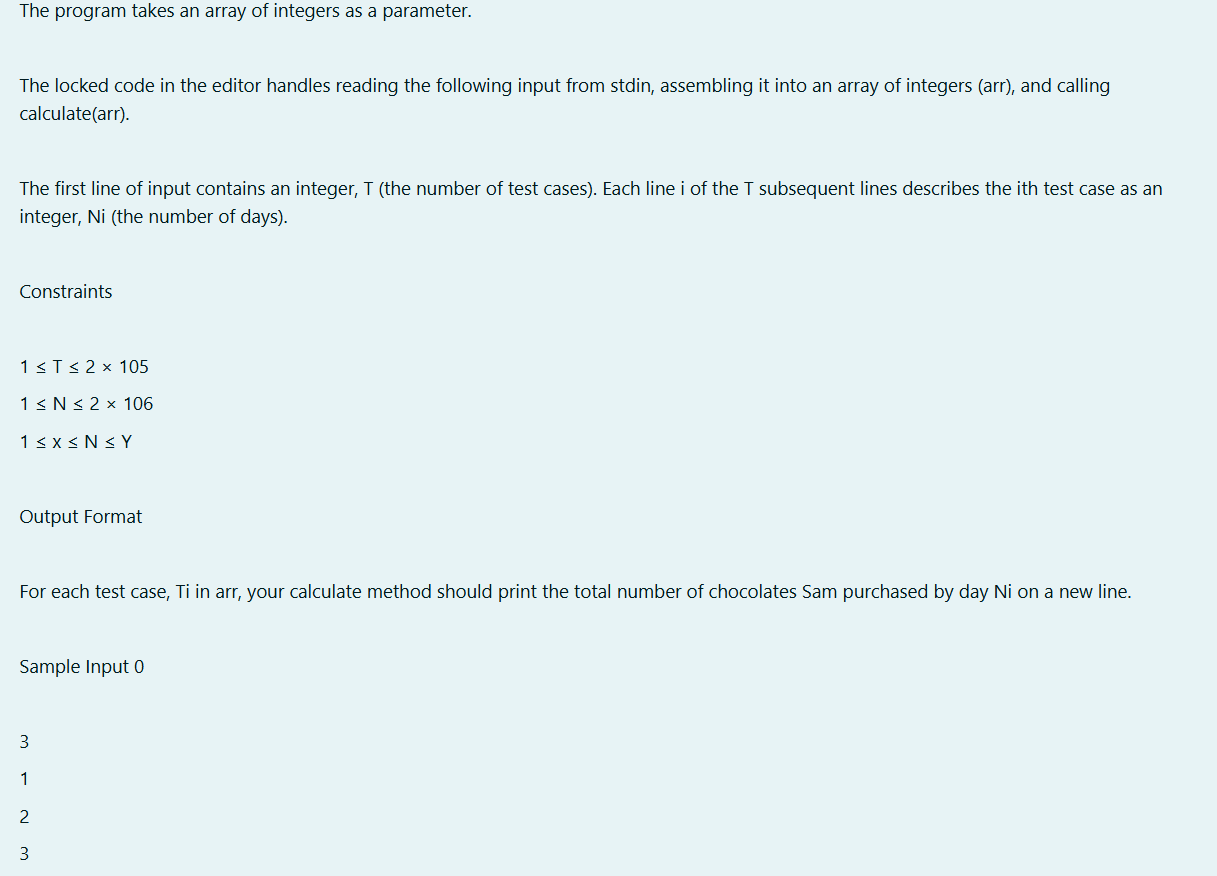 The program takes an array of integers as a parameter.
The locked code in the editor handles reading the following input from stdin, assembling it into an array of integers (arr), and calling
calculate(arr).
The first line of input contains an integer, T (the number of test cases). Each line i of the T subsequent lines describes the ith test case as an
integer, Ni (the number of days).
Constraints
1 ≤ T ≤ 2 × 105
1 ≤ N ≤ 2 × 106
1 ≤ x ≤ N ≤ Y
Output Format
For each test case, Ti in arr, your calculate method should print the total number of chocolates Sam purchased by day Ni on a new line.
Sample Input 0
3
1
2
3